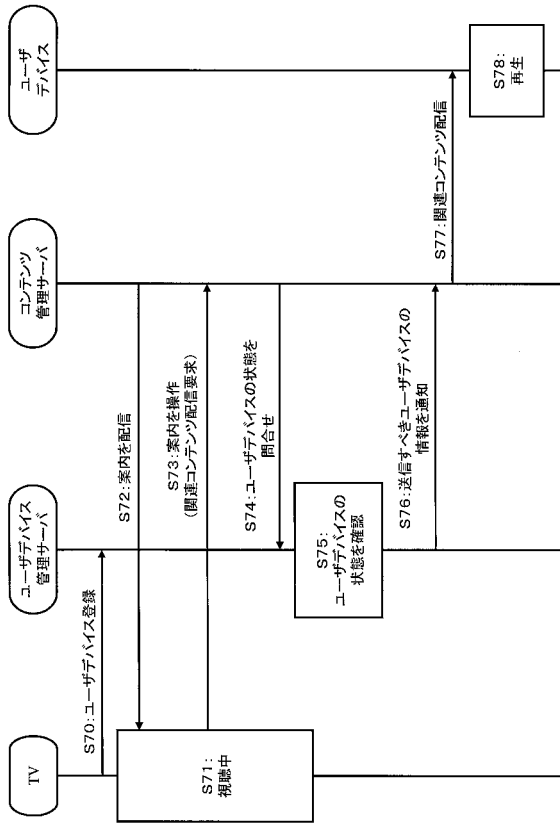 TV
ユーザデバイス
管理サーバ
コンテンツ
管理サーバ
ユーザ
デバイス
S70:ユーザデバイス登録
S71:
視聴中
S72:案内を配信
S73:案内を操作
(関連コンテンツ配信要求)
S74:ユーザデバイスの状態を
問合せ
S75:
ユーザデバイスの
状態を確認
S76:送信すべきユーザデバイスの
情報を通知
S77:関連コンテンツ配信
S78:
再生